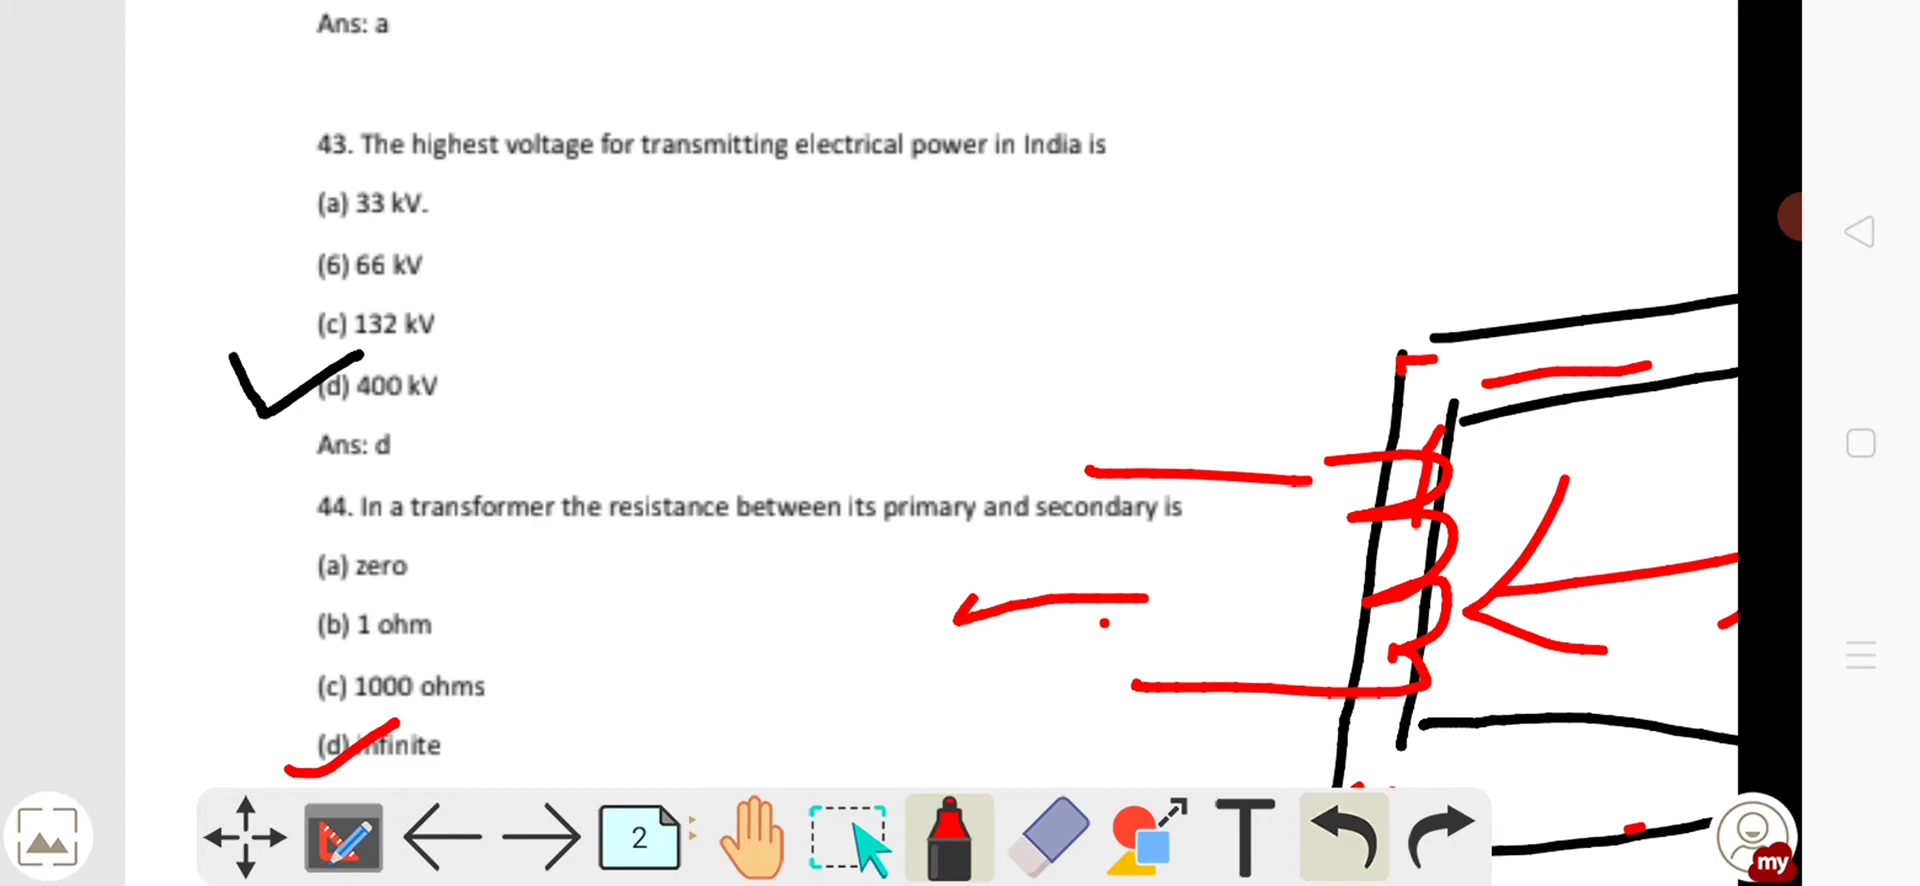 Ans: a
43. The highest voltage for transmitting electrical power in India is
(a) 33 kV.
(6) 66 kV
(c) 132 kV
(d) 400 kV
Ans: d
44. In a transformer the resistance between its primary and secondary is
(a) zero
(b) 1 ohm
(c) 1000 ohms
(d) infinite
2
T
my